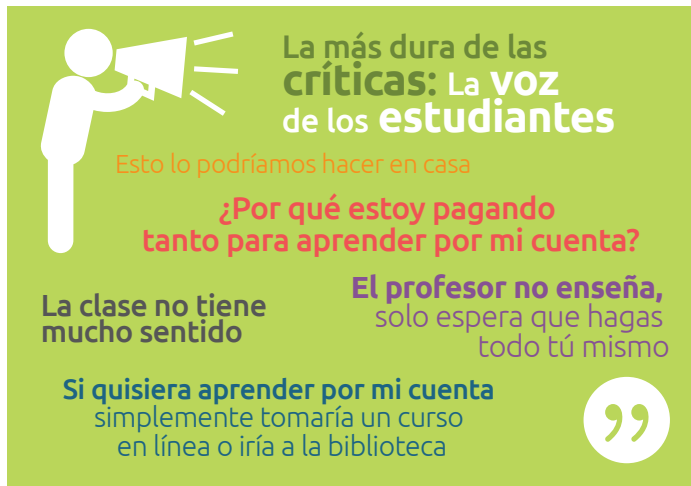 La más dura de las
críticas: La voz
de los estudiantes
Esto lo podríamos hacer en casa
¿Por qué estoy pagando
tanto para aprender por mi cuenta?
El profesor no enseña,
solo espera que hagas
todo tú mismo
La clase no tiene
mucho sentido
Si quisiera aprender por mi cuenta
simplemente tomaría un curso
en línea o iría a la biblioteca
”